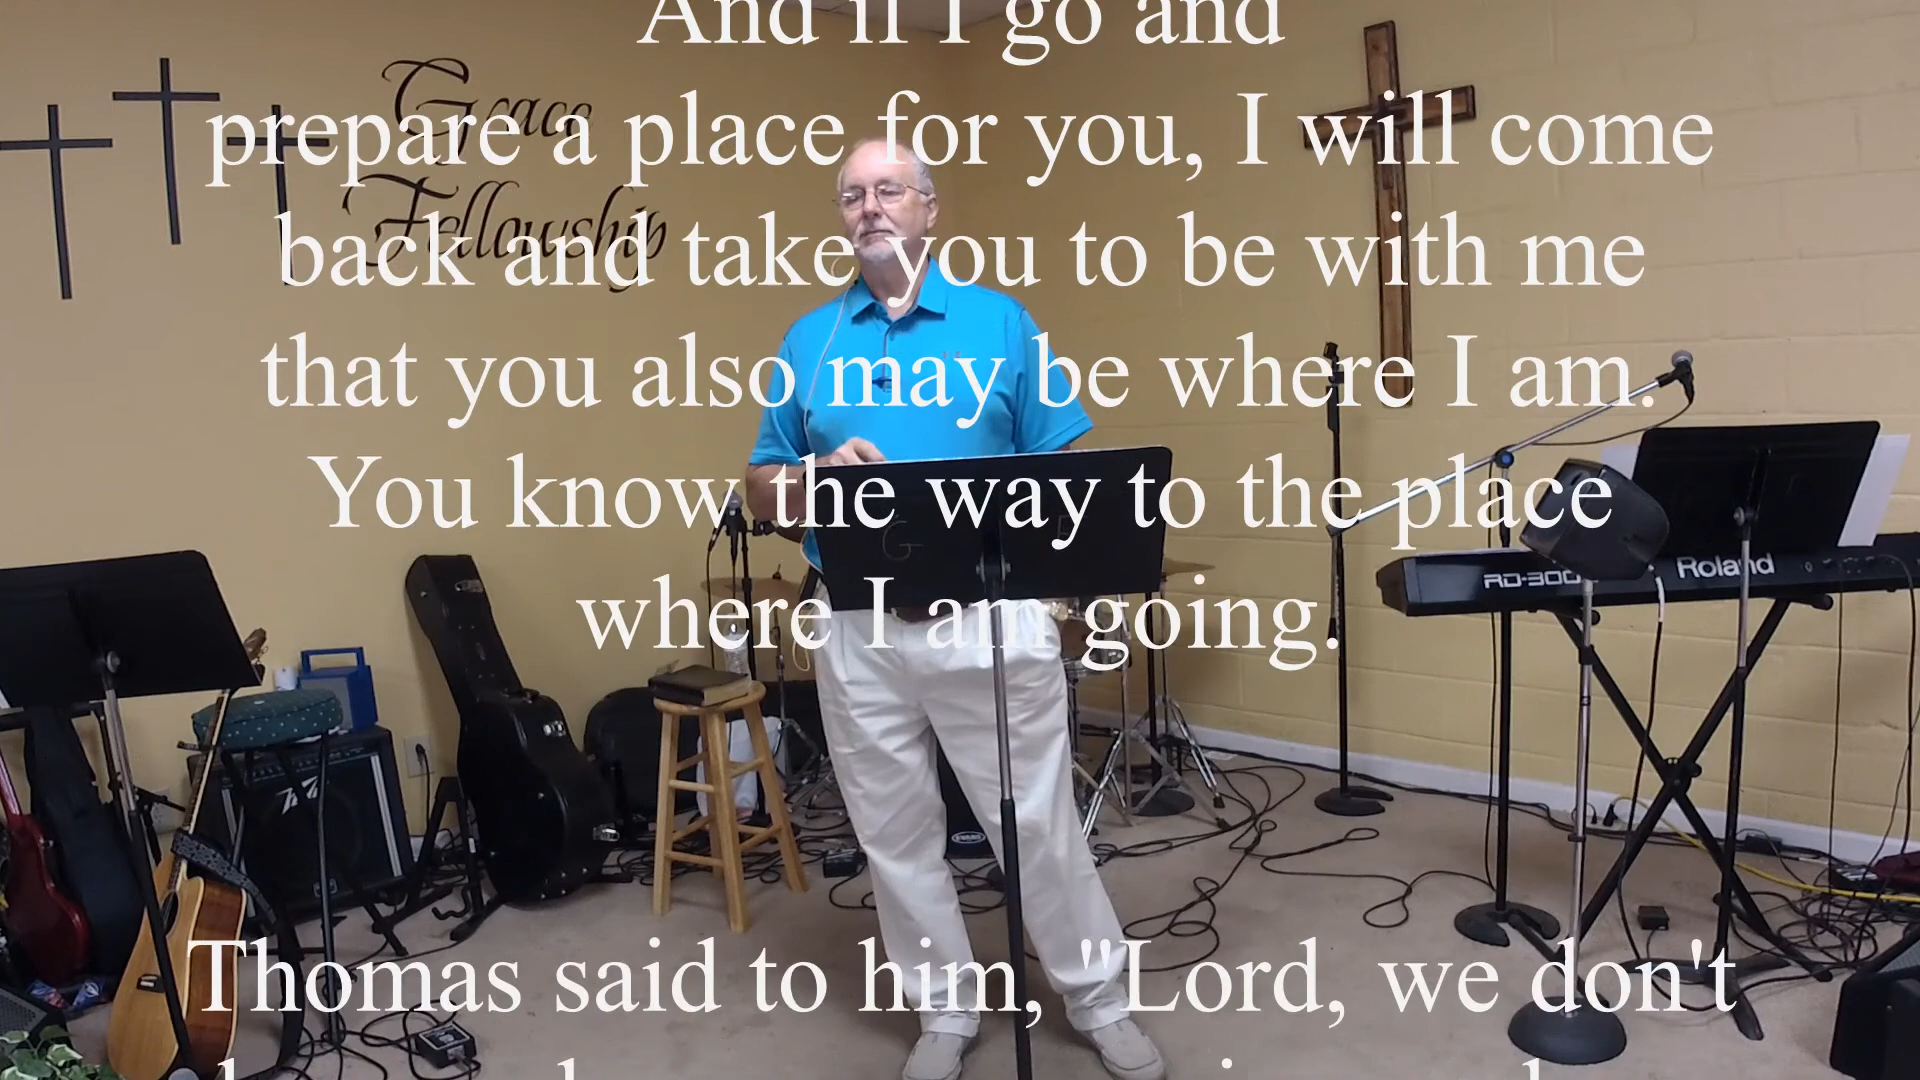 And if I go and
prepare a place for you, I will come
back and take you to be with me
that you also may be where I am.
You know the way to the place
where I am going.
Thomas said to him, "Lord, we don't
Grace
Fellowship
G F
RD-300
Roland